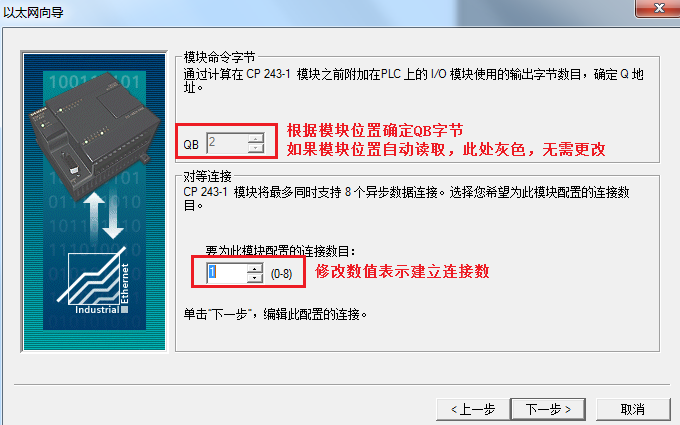 以太网向导
模块命令字节
通过计算在 CP 243-1 模块之前附加在PLC 上的 I/O 模块使用的输出字节数目，确定 Q 地
址。
QB 2
根据模块位置确定QB字节
如果模块位置自动读取，此处灰色，无需更改
对等连接
CP 243-1 模块将最多同时支持 8 个异步数据连接。选择您希望为此模块配置的连接数
目。
要为此模块配置的连接数目：
1 (0-8)
修改数值表示建立连接数
单击"下一步"，编辑此配置的连接。
Industrial
Ethernet
< 上一步
下一步 >
取消